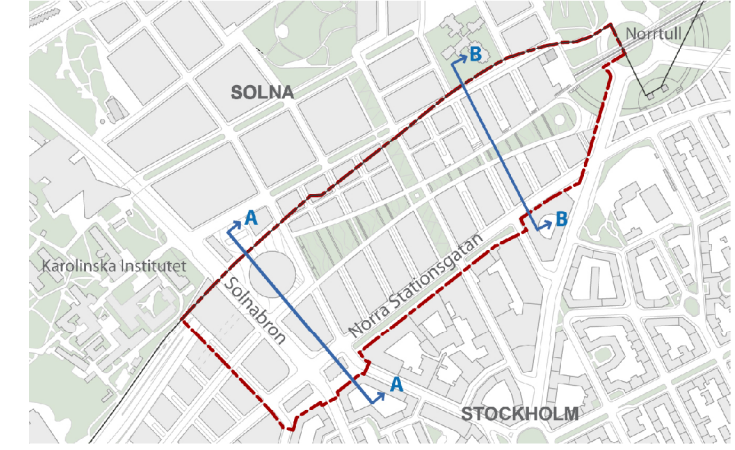 Norrtull
B
SOLNA
A
B
Karolinska Institutet
Solnabron
Norra Stationsgatan
A
STOCKHOLM